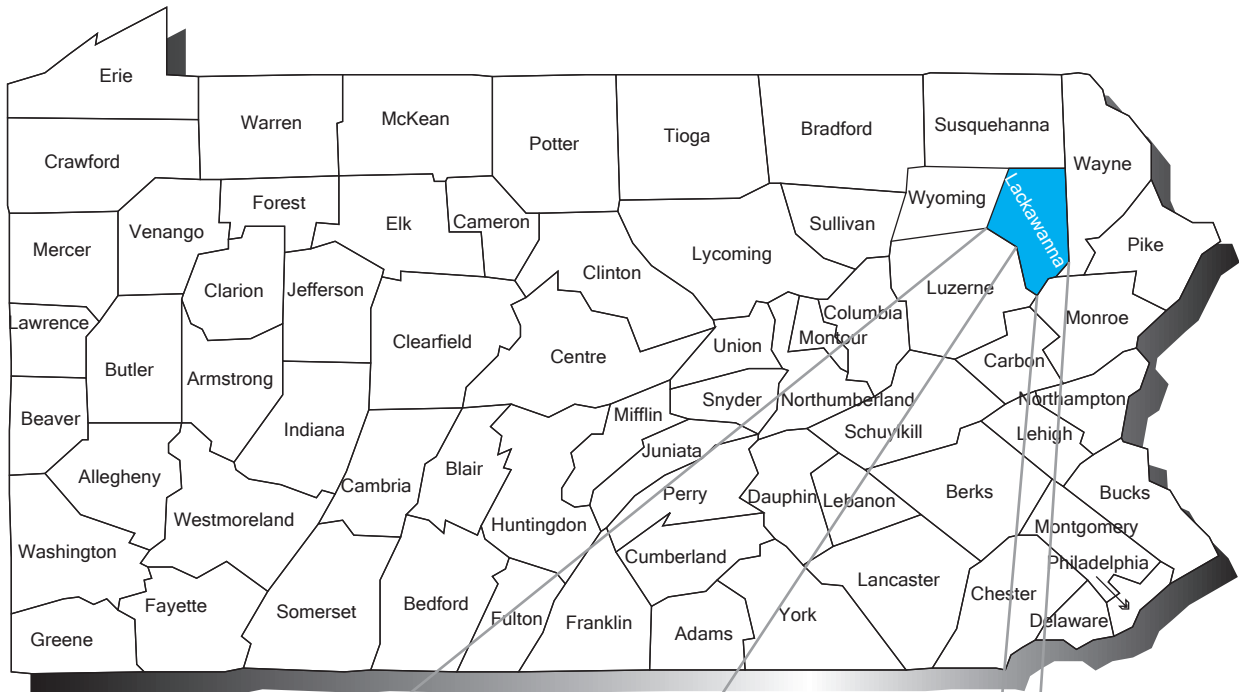 Erie
Warren
McKean
Potter
Tioga
Bradford
Susquehanna
Wayne
Crawford
Forest
Elk
Cameron
Wyoming
Lackawanna
Mercer
Venango
Clinton
Lycoming
Sullivan
Pike
Clarion
Jefferson
Luzerne
Lawrence
Clearfield
Centre
Union
Montour
Columbia
Monroe
Butler
Armstrong
Carbon
Beaver
Indiana
Mifflin
Snyder
Northumberland
Northampton
Allegheny
Blair
Juniata
Schuylkill
Lehigh
Westmoreland
Cambria
Huntingdon
Perry
Dauphin
Lebanon
Berks
Bucks
Washington
Cumberland
Montgomery
Philadelphia
Fayette
Somerset
Bedford
Fulton
Franklin
Adams
York
Lancaster
Chester
Delaware
Greene